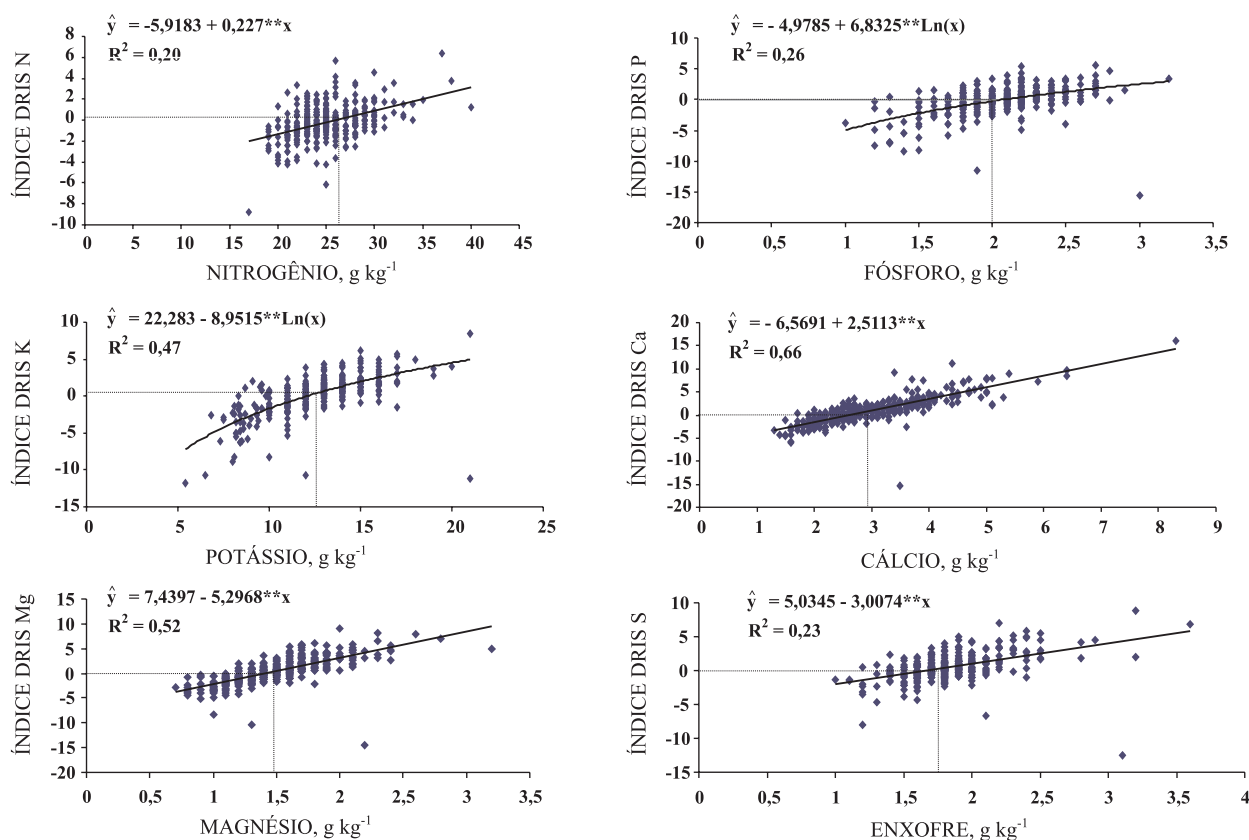 ŷ = -5,9183 + 0,227**x
R² = 0,20
ÍNDICE DRIS N
6
8
4
2
0
-2
-4
-6
-8
-10
0 5 10 15 20 25 30 35 40 45
NITROGÊNIO, g kg⁻¹
ŷ = - 4,9785 + 6,8325**Ln(x)
R² = 0,26
ÍNDICE DRIS P
10
5
0
-5
-10
-15
-20
0 0,5 1 1,5 2 2,5 3 3,5
FÓSFORO, g kg⁻¹
ŷ = 22,283 - 8,9515**Ln(x)
R² = 0,47
ÍNDICE DRIS K
10
5
0
-5
-10
-15
0 5 10 15 20 25
POTÁSSIO, g kg⁻¹
ŷ = - 6,5691 + 2,5113**x
R² = 0,66
ÍNDICE DRIS Ca
20
15
10
5
0
-5
-10
-15
-20
0 1 2 3 4 5 6 7 8 9
CÁLCIO, g kg⁻¹
ŷ = 7,4397 - 5,2968**x
R² = 0,52
ÍNDICE DRIS Mg
15
10
5
0
-5
-10
-15
-20
0 0,5 1 1,5 2 2,5 3 3,5
MAGNÉSIO, g kg⁻¹
ŷ = 5,0345 - 3,0074**x
R² = 0,23
ÍNDICE DRIS S
10
5
0
-5
-10
-15
0 0,5 1 1,5 2 2,5 3 3,5 4
ENXOFRE, g kg⁻¹